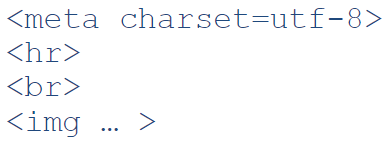 <meta charset=utf-8>
<hr>
<br>
<img … >